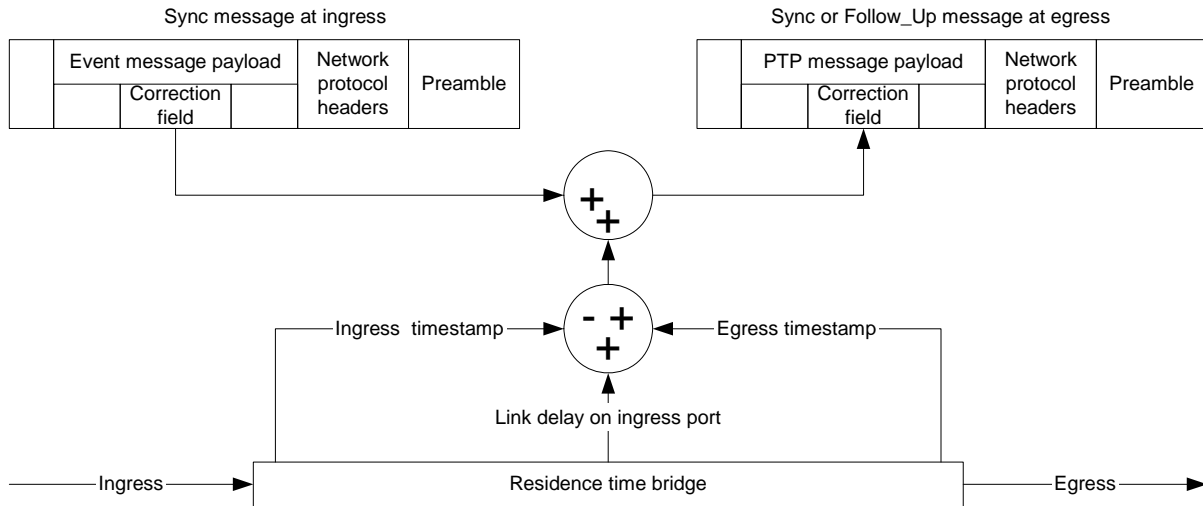 Sync message at ingress
Sync or Follow_Up message at egress
Event message payload
Network
protocol
headers
Preamble
Correction
field
PTP message payload
Network
protocol
headers
Preamble
Correction
field
+
+
Ingress timestamp
- +
+
Egress timestamp
Link delay on ingress port
Ingress
Residence time bridge
Egress